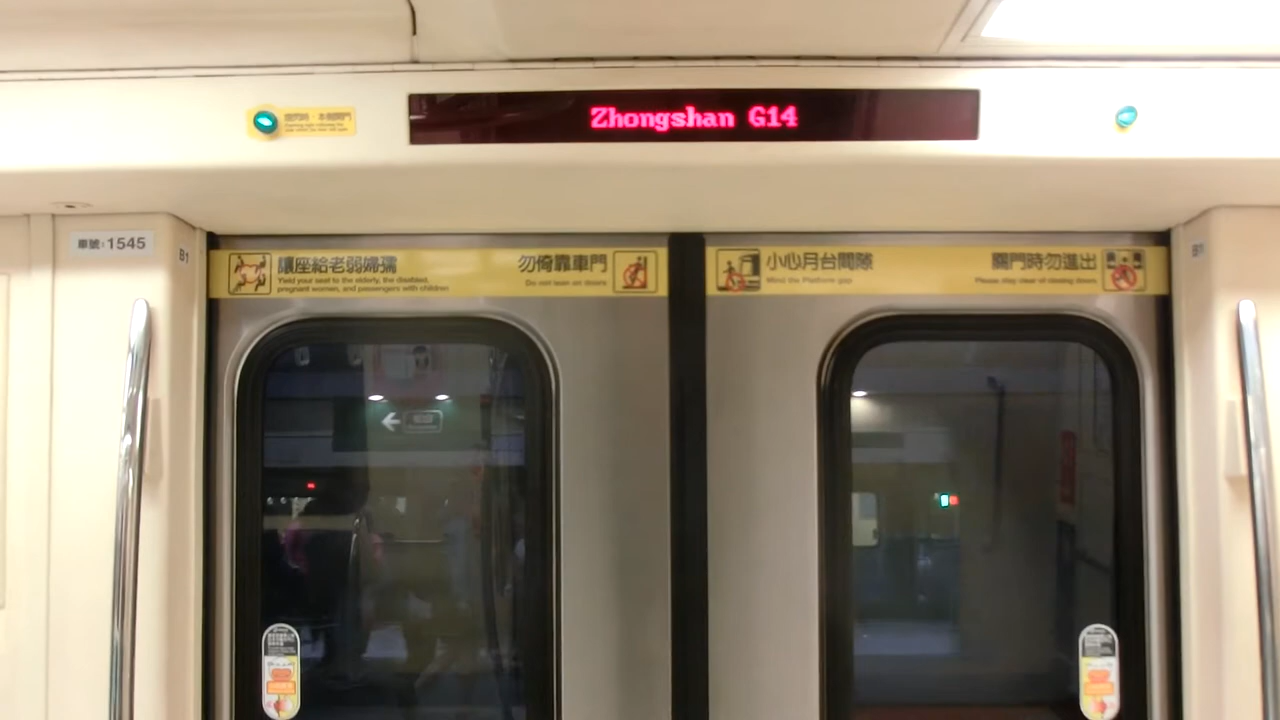 Zhongshan G14
車號:1545
B1
B1
讓座給老弱婦孺
Yield your seat to the elderly, the disabled,
pregnant women, and passengers with children
勿倚靠車門
Do not lean on doors
小心月台間隙
Mind the Platform gap
關門時勿進出
Please stay clear of closing doors